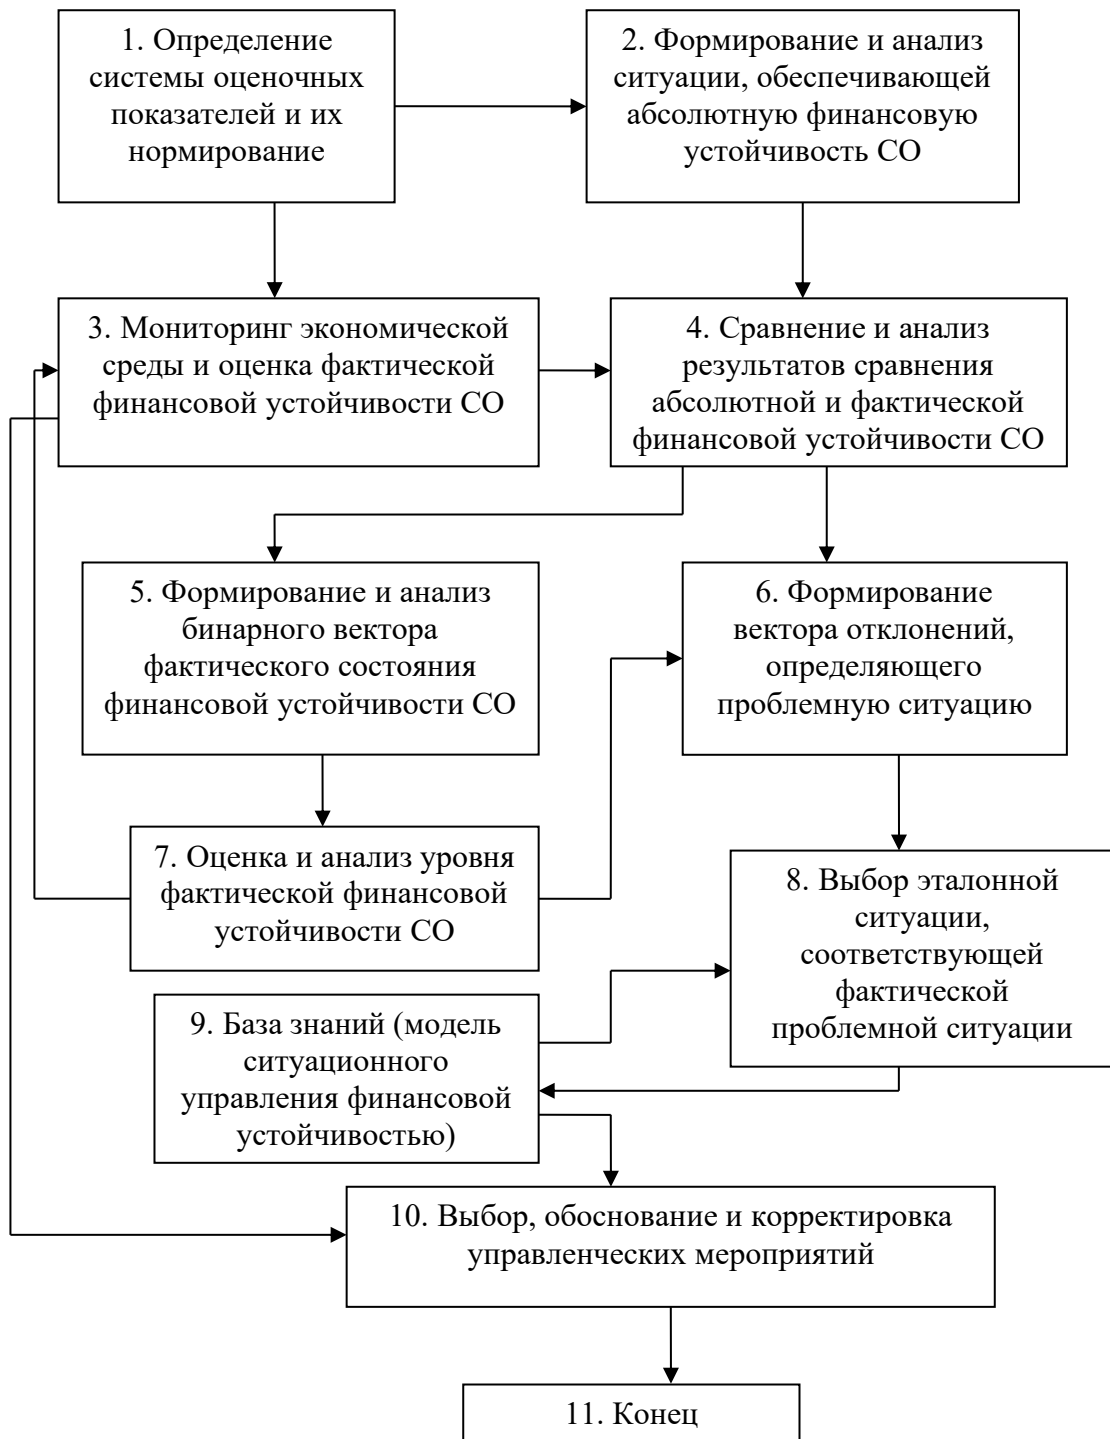 1. Определение
системы оценочных
показателей и их
нормирование
2. Формирование и анализ
ситуации, обеспечивающей
абсолютную финансовую
устойчивость СО
3. Мониторинг экономической
среды и оценка фактической
финансовой устойчивости СО
4. Сравнение и анализ
результатов сравнения
абсолютной и фактической
финансовой устойчивости СО
5. Формирование и анализ
бинарного вектора
фактического состояния
финансовой устойчивости СО
6. Формирование
вектора отклонений,
определяющего
проблемную ситуацию
7. Оценка и анализ уровня
фактической финансовой
устойчивости СО
8. Выбор эталонной
ситуации,
соответствующей
фактической
проблемной ситуации
9. База знаний (модель
ситуационного
управления финансовой
устойчивостью)
10. Выбор, обоснование и корректировка
управленческих мероприятий
11. Конец